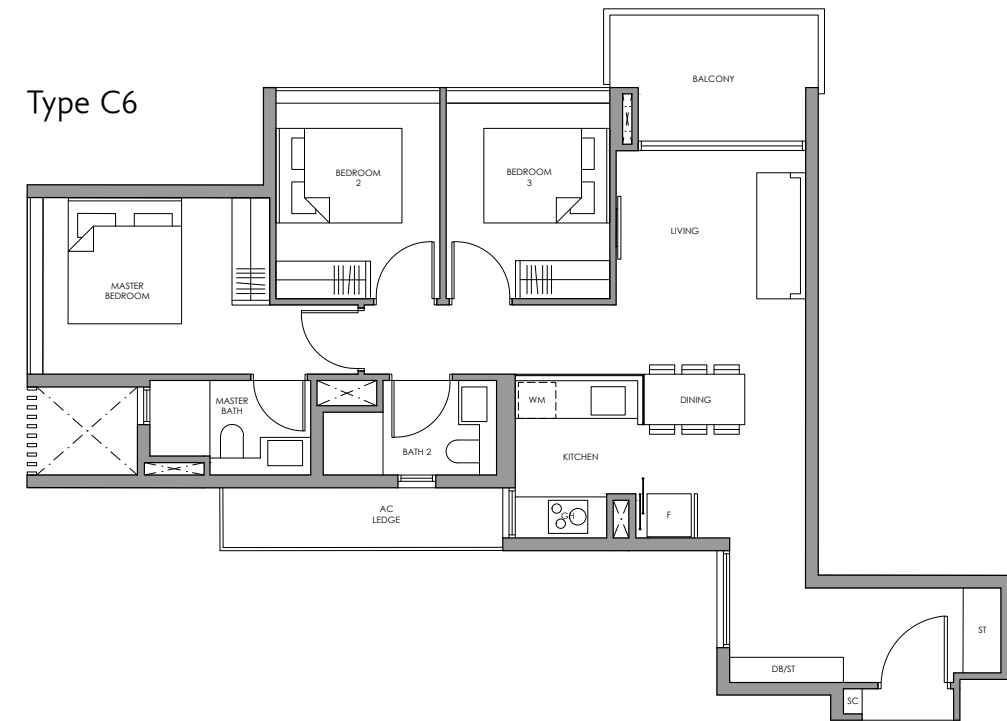 Type C6
BALCONY
BEDROOM
2
BEDROOM
3
LIVING
MASTER
BEDROOM
MASTER
BATH
WM
DINING
BATH 2
KITCHEN
AC
LEDGE
GH
F
ST
DB/ST
SC